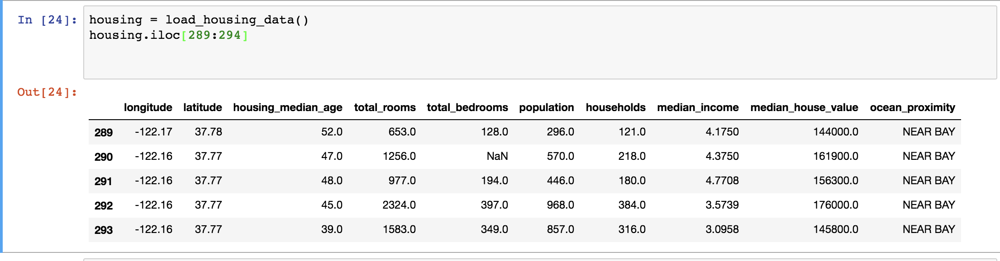 In [24]: housing = load_housing_data()
housing.iloc[289:294]
Out[24]:
longitude latitude housing_median_age total_rooms total_bedrooms population households median_income median_house_value ocean_proximity
289 -122.17 37.78 52.0 653.0 128.0 296.0 121.0 4.1750 144000.0 NEAR BAY
290 -122.16 37.77 47.0 1256.0 NaN 570.0 218.0 4.3750 161900.0 NEAR BAY
291 -122.16 37.77 48.0 977.0 194.0 446.0 180.0 4.7708 156300.0 NEAR BAY
292 -122.16 37.77 45.0 2324.0 397.0 968.0 384.0 3.5739 176000.0 NEAR BAY
293 -122.16 37.77 39.0 1583.0 349.0 857.0 316.0 3.0958 145800.0 NEAR BAY